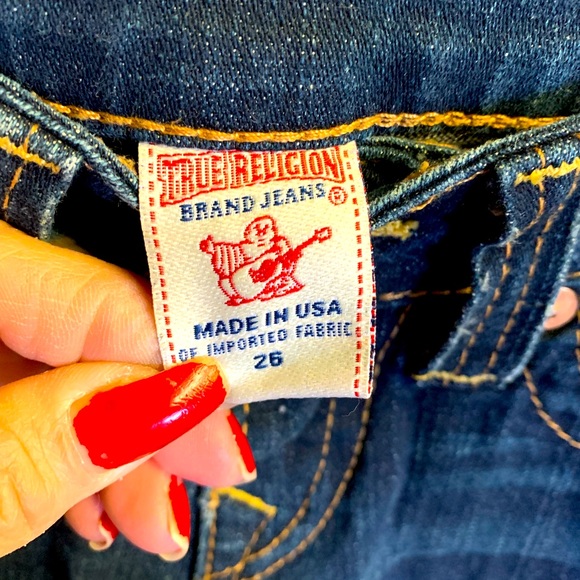 TRUE RELIGION
BRAND JEANS ®
MADE IN USA
OF IMPORTED FABRIC
26